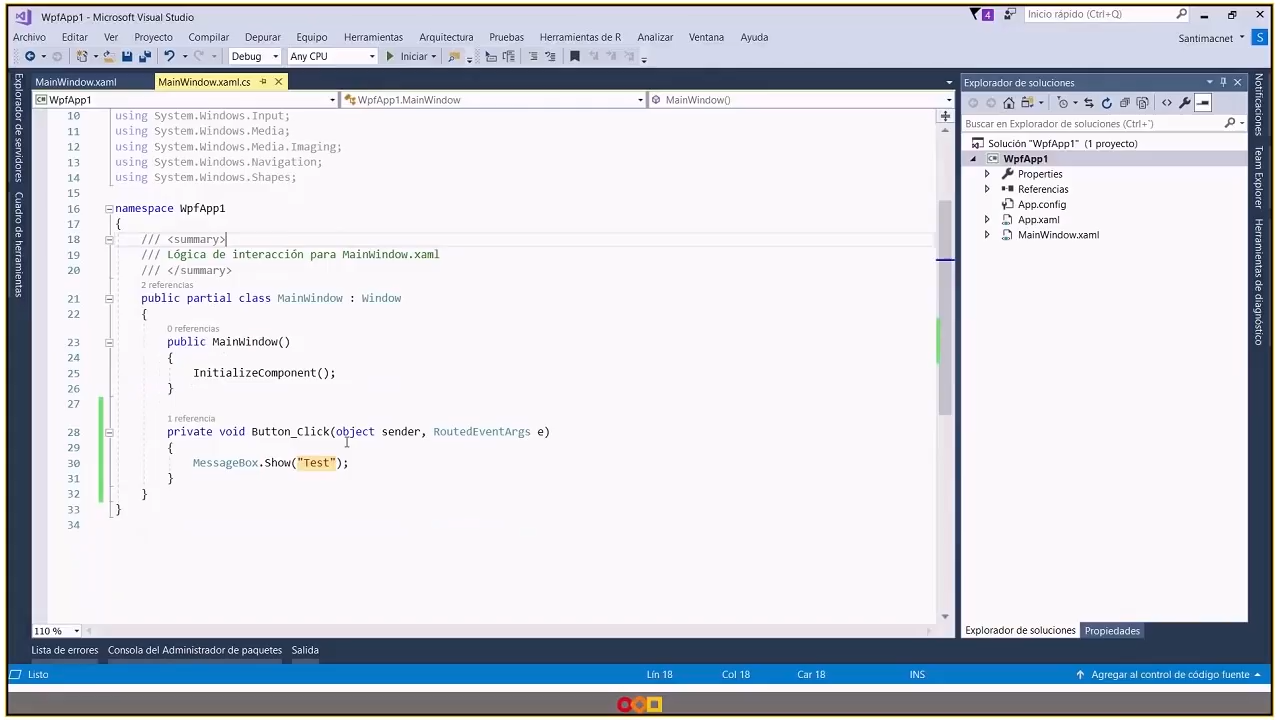 WpfApp1 - Microsoft Visual Studio
4
Inicio rápido (Ctrl+Q)
Archivo Editar Ver Proyecto Compilar Depurar Equipo Herramientas Arquitectura Pruebas Herramientas de R Analizar Ventana Ayuda
Santimacnet
S
Debug Any CPU Iniciar
MainWindow.xaml MainWindow.xaml.cs
WpfApp1 WpfApp1.MainWindow MainWindow()
10 using System.Windows.Input;
11 using System.Windows.Media;
12 using System.Windows.Media.Imaging;
13 using System.Windows.Navigation;
14 using System.Windows.Shapes;
15
16 namespace WpfApp1
17 {
18 /// <summary>
19 /// Lógica de interacción para MainWindow.xaml
20 /// </summary>
2 referencias
21 public partial class MainWindow : Window
22 {
0 referencias
23 public MainWindow()
24 {
25 InitializeComponent();
26 }
27
1 referencia
28 private void Button_Click(object sender, RoutedEventArgs e)
29 {
30 MessageBox.Show("Test");
31 }
32 }
33 }
34
110 %
Explorador de servidores
Cuadro de herramientas
Explorador de soluciones
Buscar en Explorador de soluciones (Ctrl+´)
Solución "WpfApp1" (1 proyecto)
WpfApp1
Properties
Referencias
App.config
App.xaml
MainWindow.xaml
Explorador de soluciones Propiedades
Notificaciones
Team Explorer
Herramientas de diagnóstico
Lista de errores Consola del Administrador de paquetes Salida
Listo Lín 18 Col 18 Car 18 INS Agregar al control de código fuente